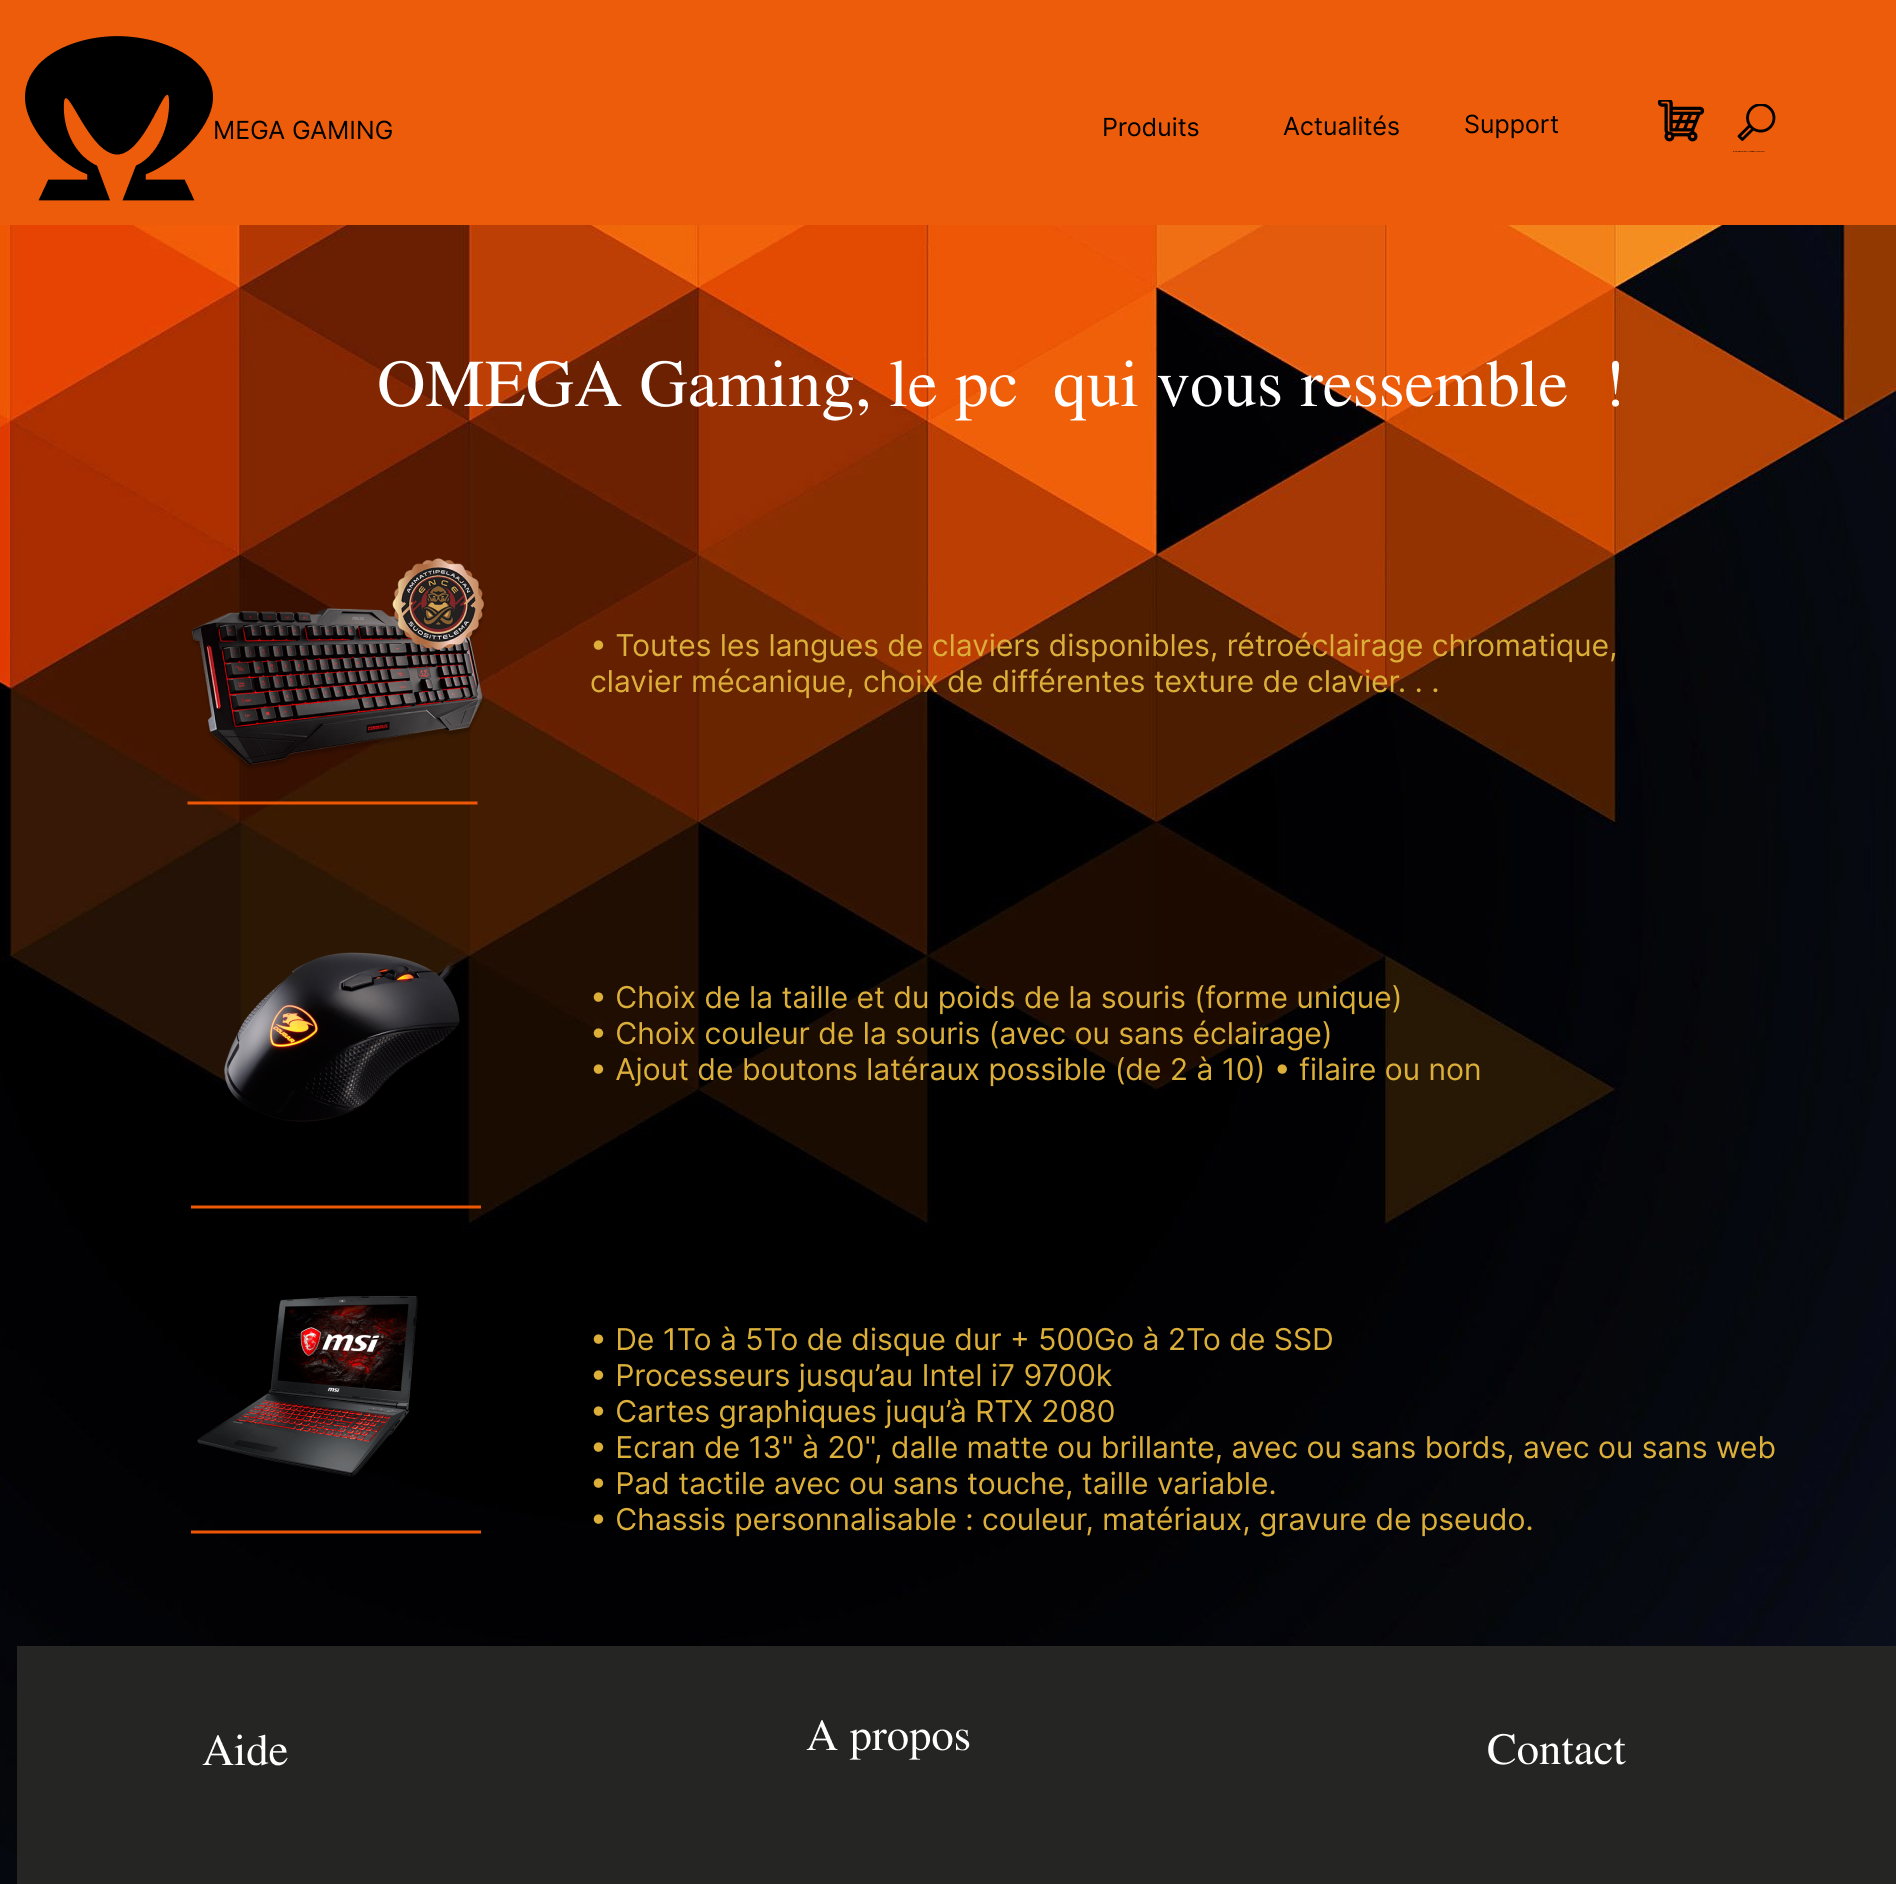 MEGA GAMING
Produits
Actualités
Support
OMEGA Gaming, le pc qui vous ressemble !
AMMATTIPELAAJAN
ENCE
SUOSITTELEMA
• Toutes les langues de claviers disponibles, rétroéclairage chromatique,
clavier mécanique, choix de différentes texture de clavier. . .
COUGAR
• Choix de la taille et du poids de la souris (forme unique)
• Choix couleur de la souris (avec ou sans éclairage)
• Ajout de boutons latéraux possible (de 2 à 10) • filaire ou non
msi
msi
• De 1To à 5To de disque dur + 500Go à 2To de SSD
• Processeurs jusqu’au Intel i7 9700k
• Cartes graphiques juqu’à RTX 2080
• Ecran de 13" à 20", dalle matte ou brillante, avec ou sans bords, avec ou sans web
• Pad tactile avec ou sans touche, taille variable.
• Chassis personnalisable : couleur, matériaux, gravure de pseudo.
Aide
A propos
Contact